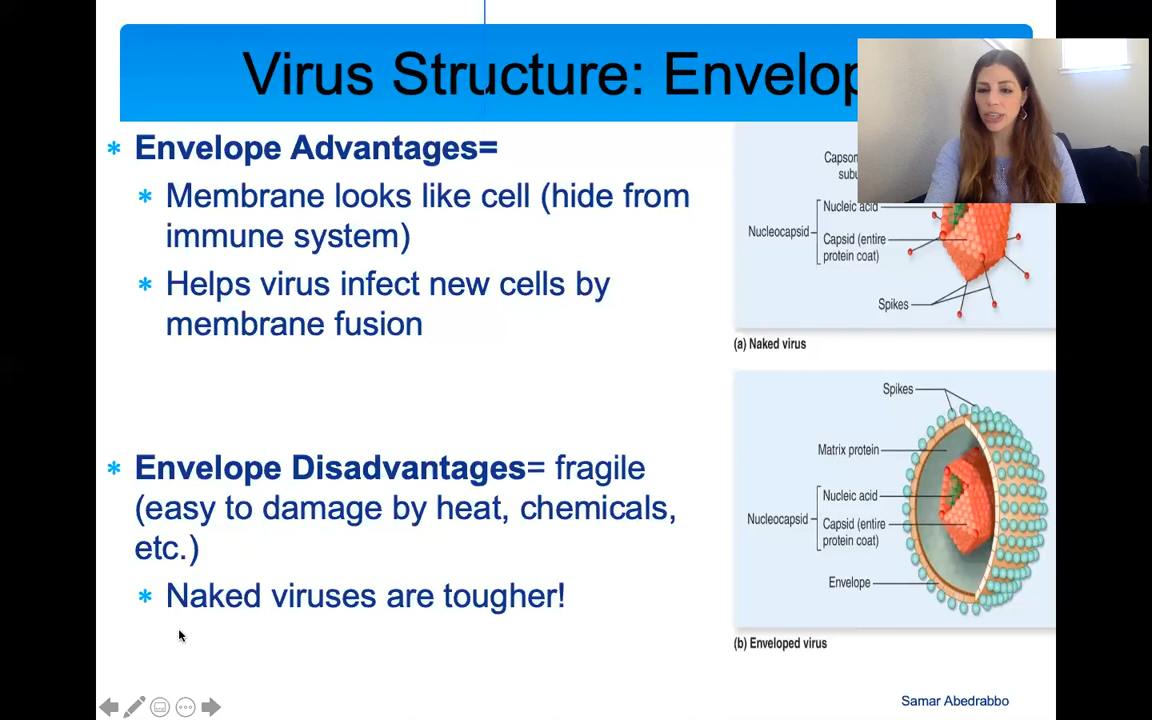 Virus Structure: Envelop
* Envelope Advantages=
* Membrane looks like cell (hide from
immune system)
* Helps virus infect new cells by
membrane fusion
* Envelope Disadvantages= fragile
(easy to damage by heat, chemicals,
etc.)
* Naked viruses are tougher!
Nucleic acid
Nucleocapsid
Capsid (entire
protein coat)
Spikes
(a) Naked virus
Spikes
Matrix protein
Nucleic acid
Nucleocapsid
Capsid (entire
protein coat)
Envelope
(b) Enveloped virus
Samar Abedrabbo